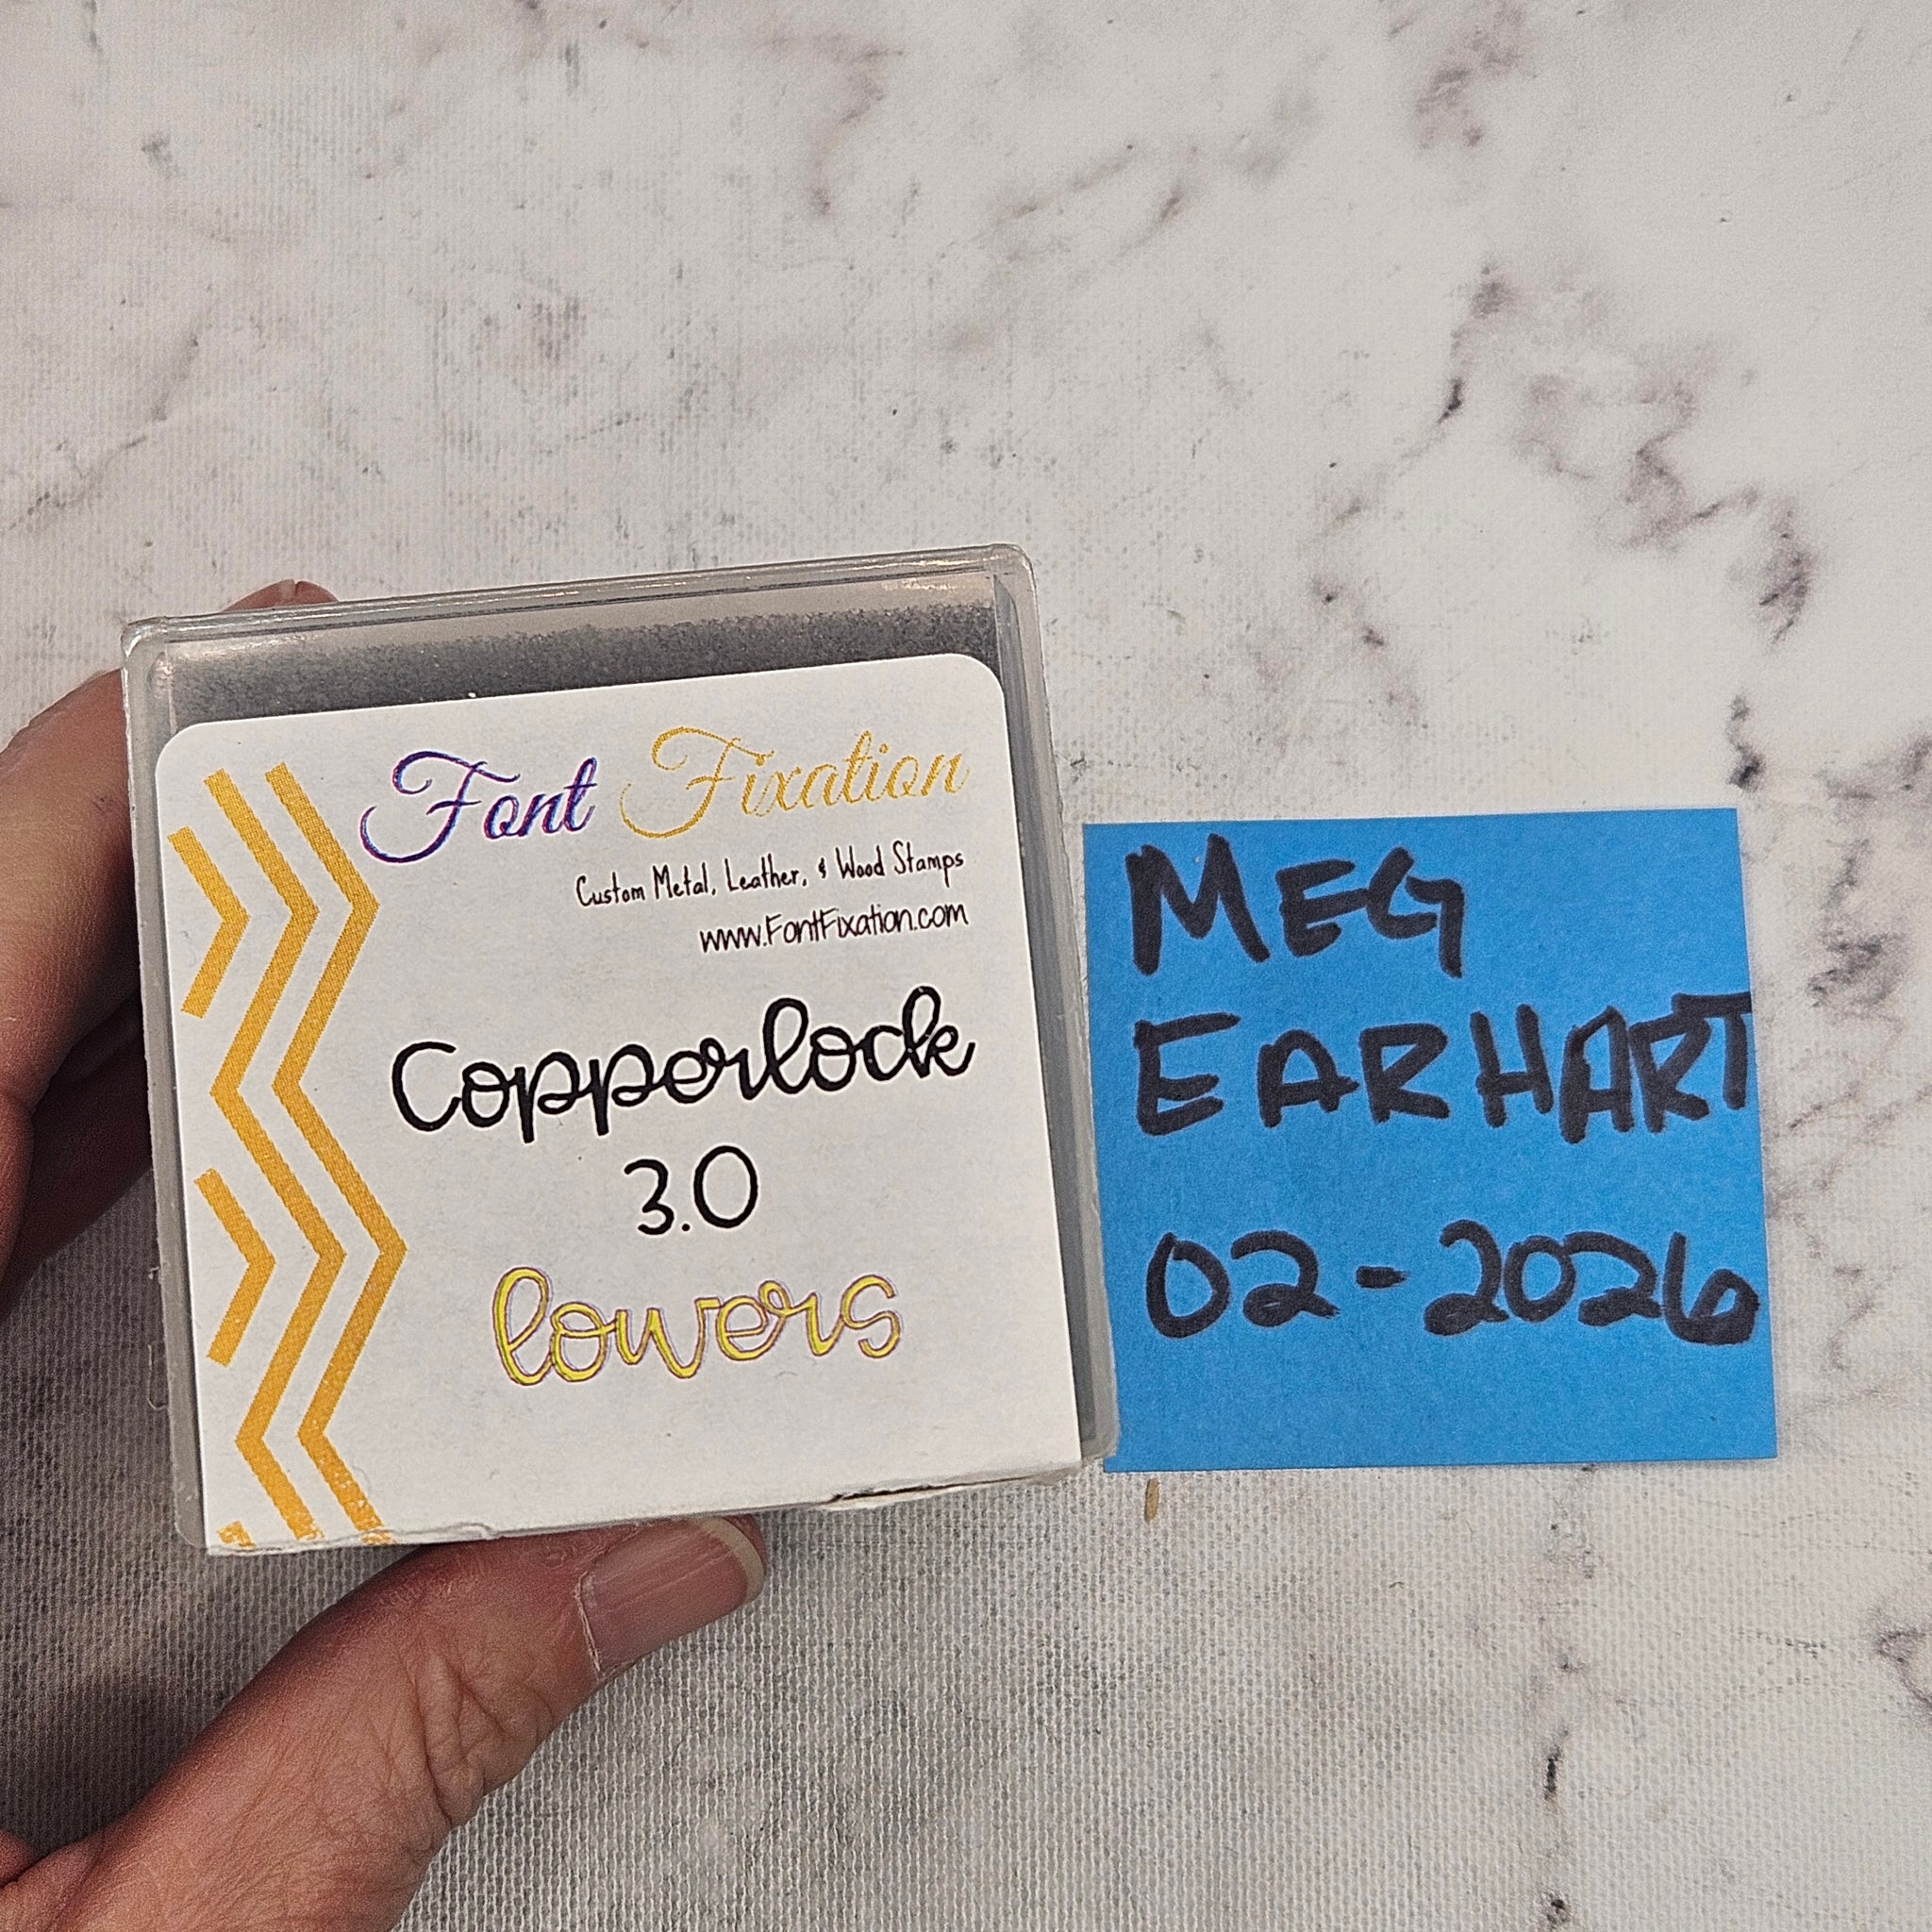 Font Fixation
Custom Metal, Leather, & Wood Stamps
www.FontFixation.com
Copperlock
3.0
lowers
MEG
EARHART
02-2026